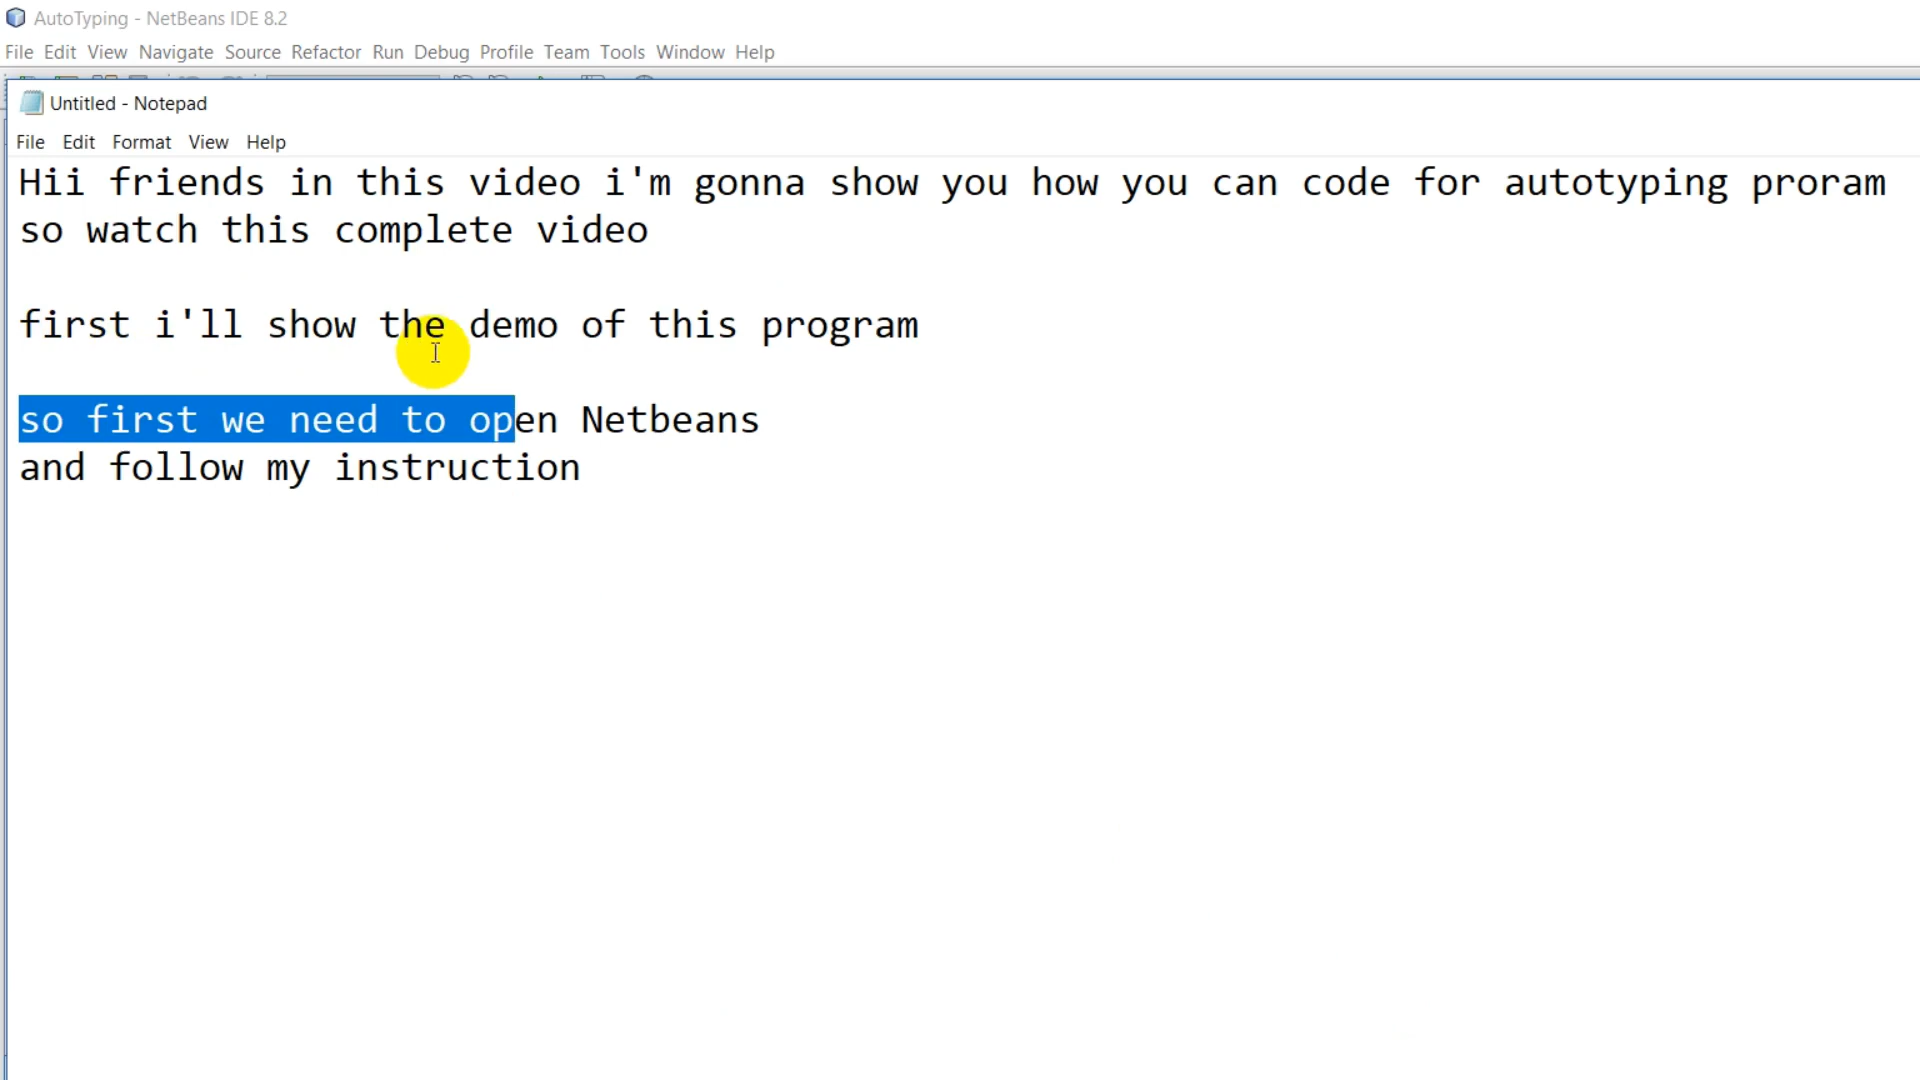 AutoTyping - NetBeans IDE 8.2
File Edit View Navigate Source Refactor Run Debug Profile Team Tools Window Help
Untitled - Notepad
File Edit Format View Help
Hii friends in this video i'm gonna show you how you can code for autotyping proram
so watch this complete video
first i'll show the demo of this program
so first we need to open Netbeans
and follow my instruction